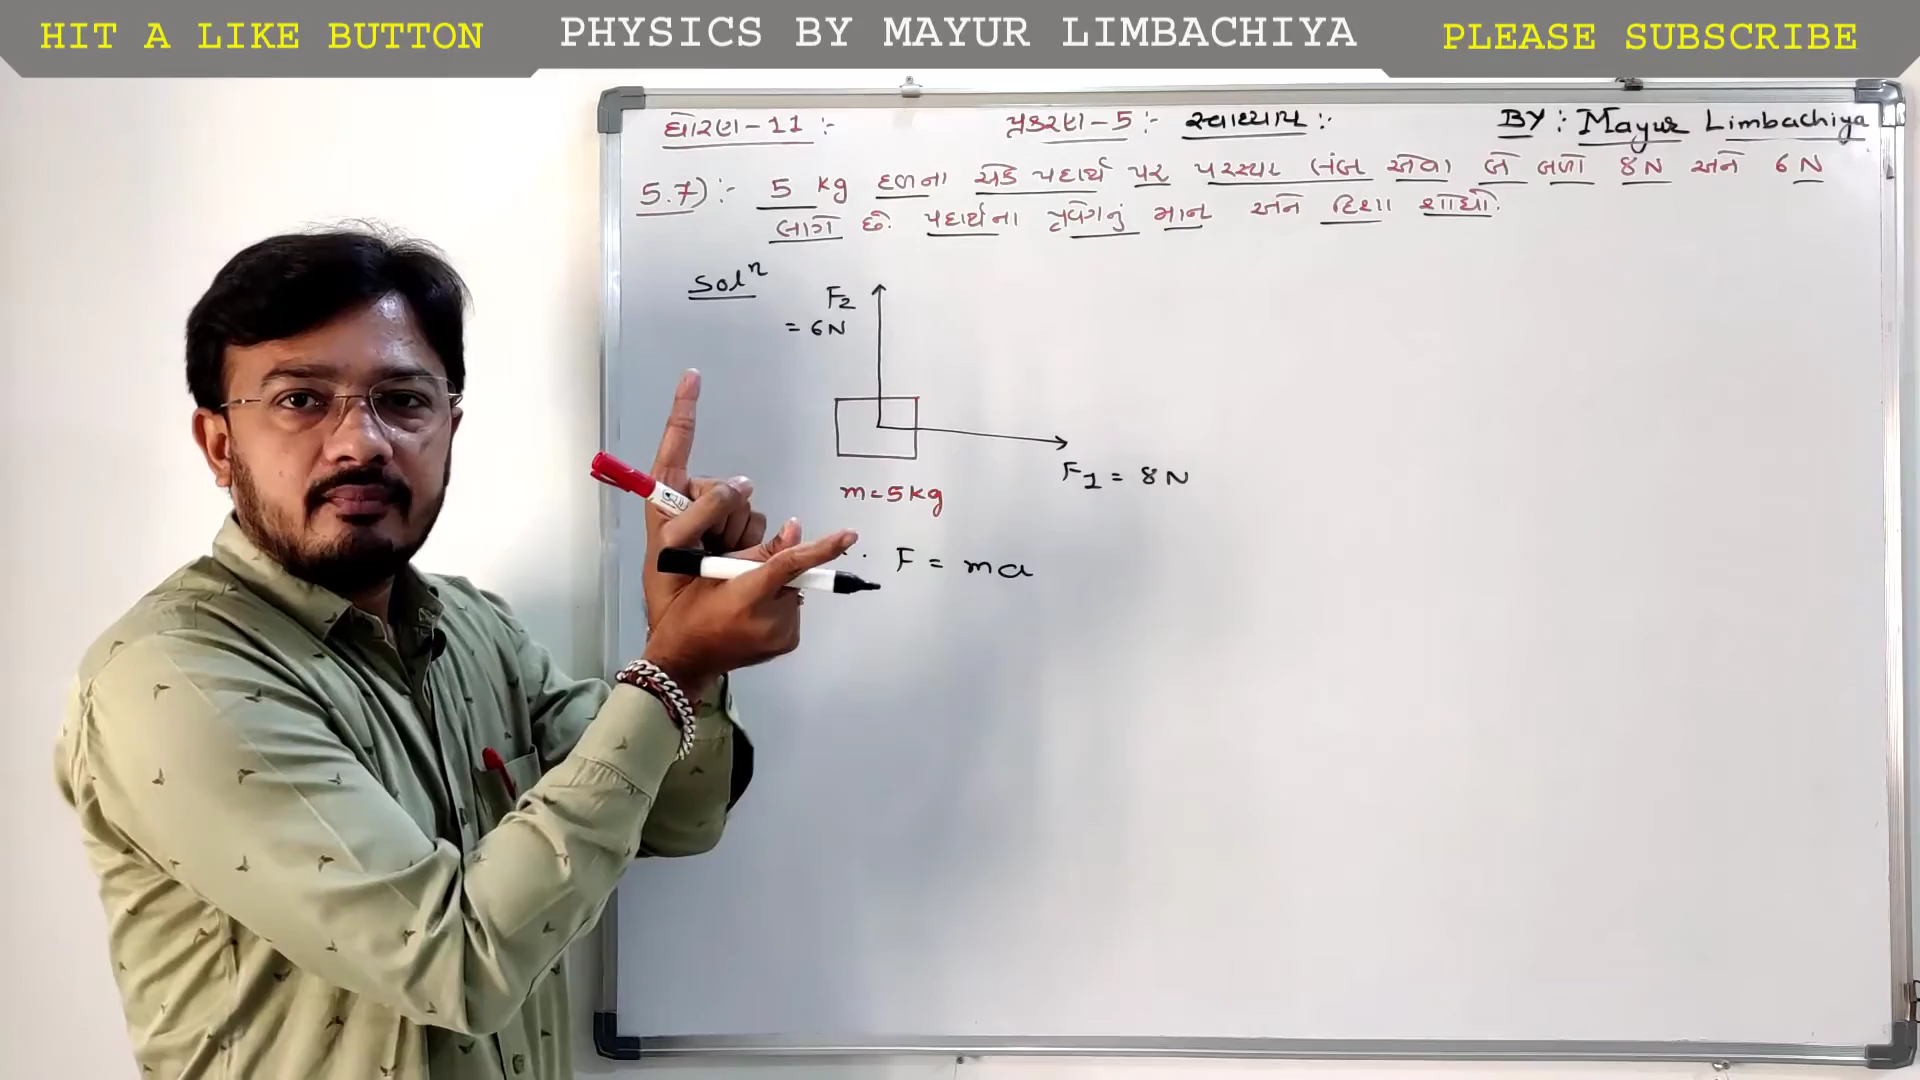 HIT A LIKE BUTTON
PHYSICS BY MAYUR LIMBACHIYA
PLEASE SUBSCRIBE
ધોરણ-11 :-
પ્રકરણ-5 :- સ્વાધ્યાય :-
BY : Mayur Limbachiya
5.7) :- 5 kg દળના એક પદાર્થ પર પરસ્પર લંબ એવા બે બળો 8N અને 6N
લાગે છે. પદાર્થના પ્રવેગનું માન અને દિશા શોધો.
Solⁿ
F₂
= 6N
F₁ = 8N
m = 5kg
F = ma